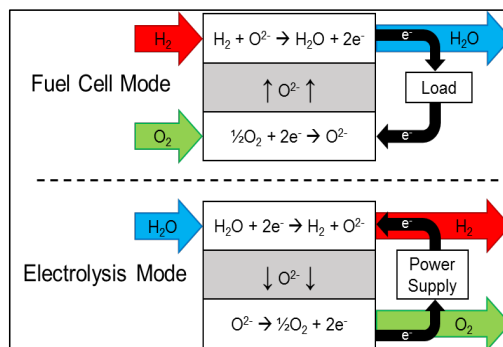 H₂
H₂ + O²⁻ → H₂O + 2e⁻
e⁻
H₂O
Fuel Cell Mode
↑ O²⁻ ↑
Load
O₂
½O₂ + 2e⁻ → O²⁻
e⁻
H₂O
H₂O + 2e⁻ → H₂ + O²⁻
e⁻
H₂
Electrolysis Mode
↓ O²⁻ ↓
Power
Supply
O²⁻ → ½O₂ + 2e⁻
e⁻
O₂